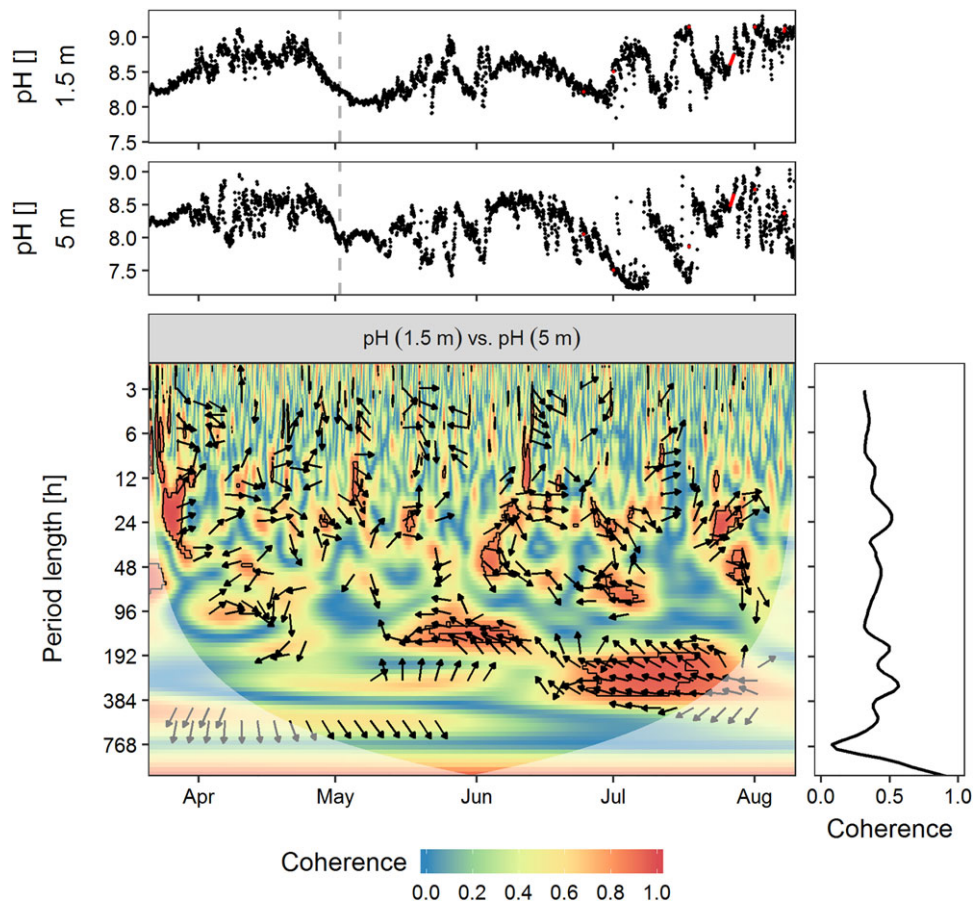 pH []
1.5 m
9.0
8.5
8.0
7.5
pH []
5 m
9.0
8.5
8.0
7.5
pH (1.5 m) vs. pH (5 m)
Period length [h]
3
6
12
24
48
96
192
384
768
Apr May Jun Jul Aug
0.0 0.5 1.0
Coherence
Coherence
0.0 0.2 0.4 0.6 0.8 1.0